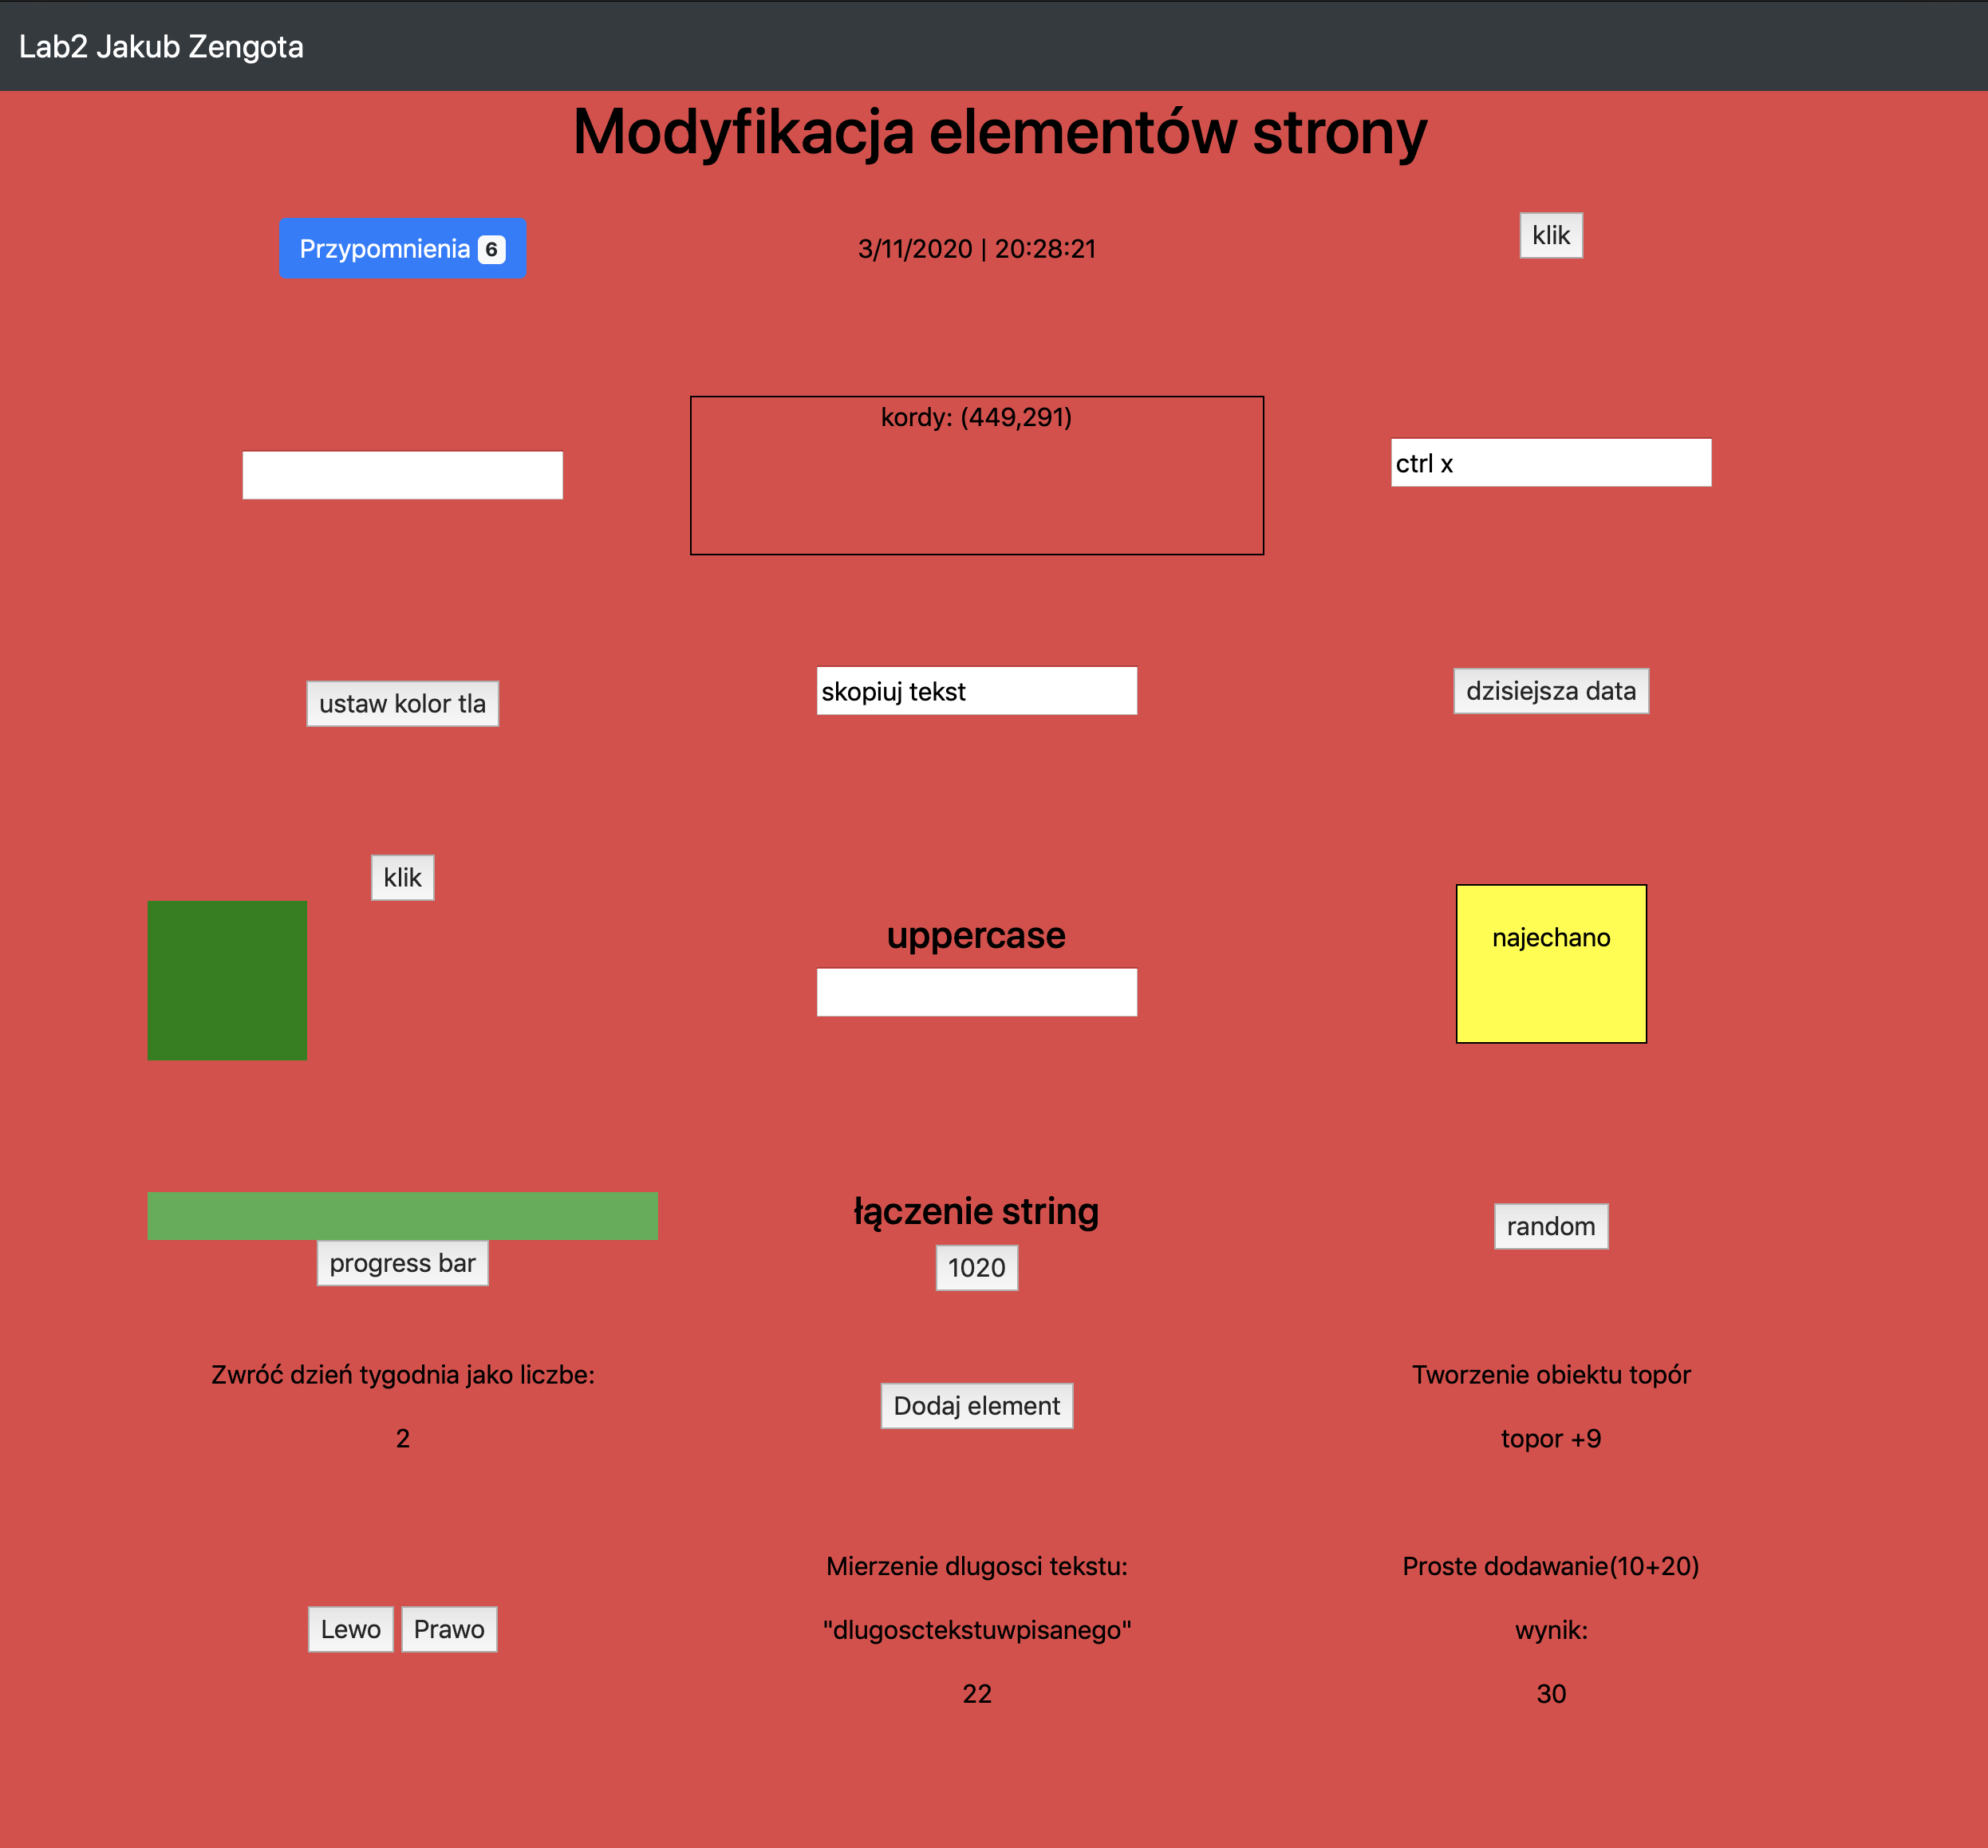 Lab2 Jakub Zengota
Modyfikacja elementów strony
Przypomnienia 6
3/11/2020 | 20:28:21
klik
kordy: (449,291)
ctrl x
ustaw kolor tla
skopiuj tekst
dzisiejsza data
klik
uppercase
najechano
progress bar
łączenie string
1020
random
Zwróć dzień tygodnia jako liczbe:
2
Dodaj element
Tworzenie obiektu topór
topor +9
Lewo Prawo
Mierzenie dlugosci tekstu:
"dlugosctekstuwpisanego"
22
Proste dodawanie(10+20)
wynik:
30